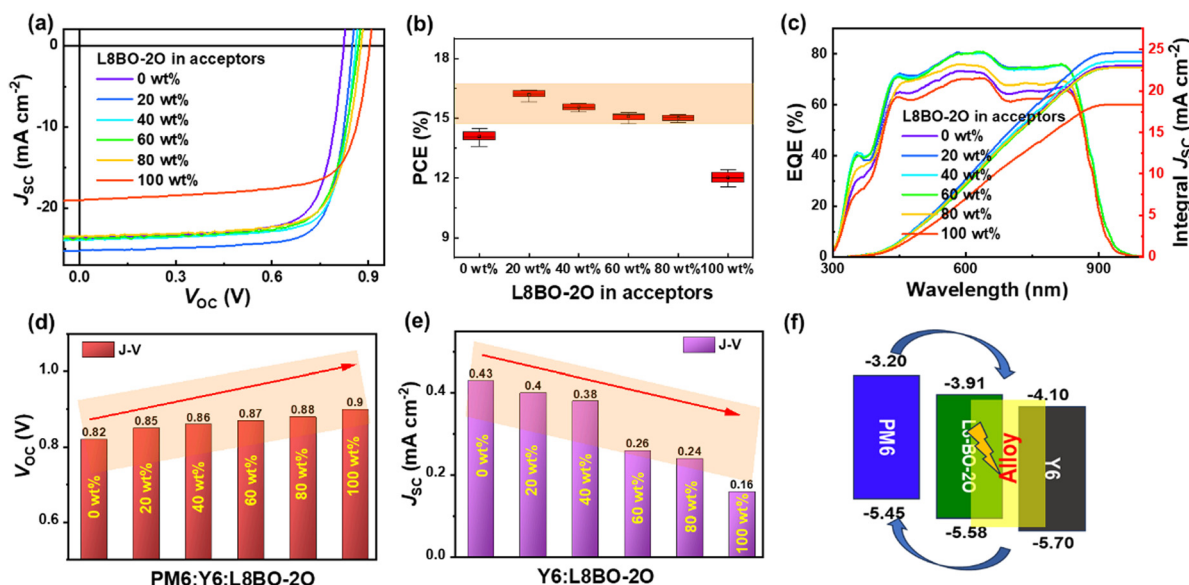 (a)
0
-10
-20
0.0
0.3
0.6
0.9
JSC (mA cm-2)
VOC (V)
L8BO-2O in acceptors
0 wt%
20 wt%
40 wt%
60 wt%
80 wt%
100 wt%
(b)
18
15
12
9
PCE (%)
0 wt% 20 wt% 40 wt% 60 wt% 80 wt% 100 wt%
L8BO-2O in acceptors
(c)
80
60
40
20
0
EQE (%)
L8BO-2O in acceptors
0 wt%
20 wt%
40 wt%
60 wt%
80 wt%
100 wt%
300
600
900
Wavelength (nm)
25
20
15
10
5
0
Integral JSC (mA cm-2)
(d)
J-V
1.0
0.8
0.6
VOC (V)
0.82
0.85
0.86
0.87
0.88
0.9
0 wt%
20 wt%
40 wt%
60 wt%
80 wt%
100 wt%
PM6:Y6:L8BO-2O
(e)
J-V
0.4
0.2
0.0
JSC (mA cm-2)
0.43
0.4
0.38
0.26
0.24
0.16
0 wt%
20 wt%
40 wt%
60 wt%
80 wt%
100 wt%
Y6:L8BO-2O
(f)
-3.20
-3.91
-4.10
PM6
L8-BO-2O
Alloy
Y6
-5.45
-5.58
-5.70